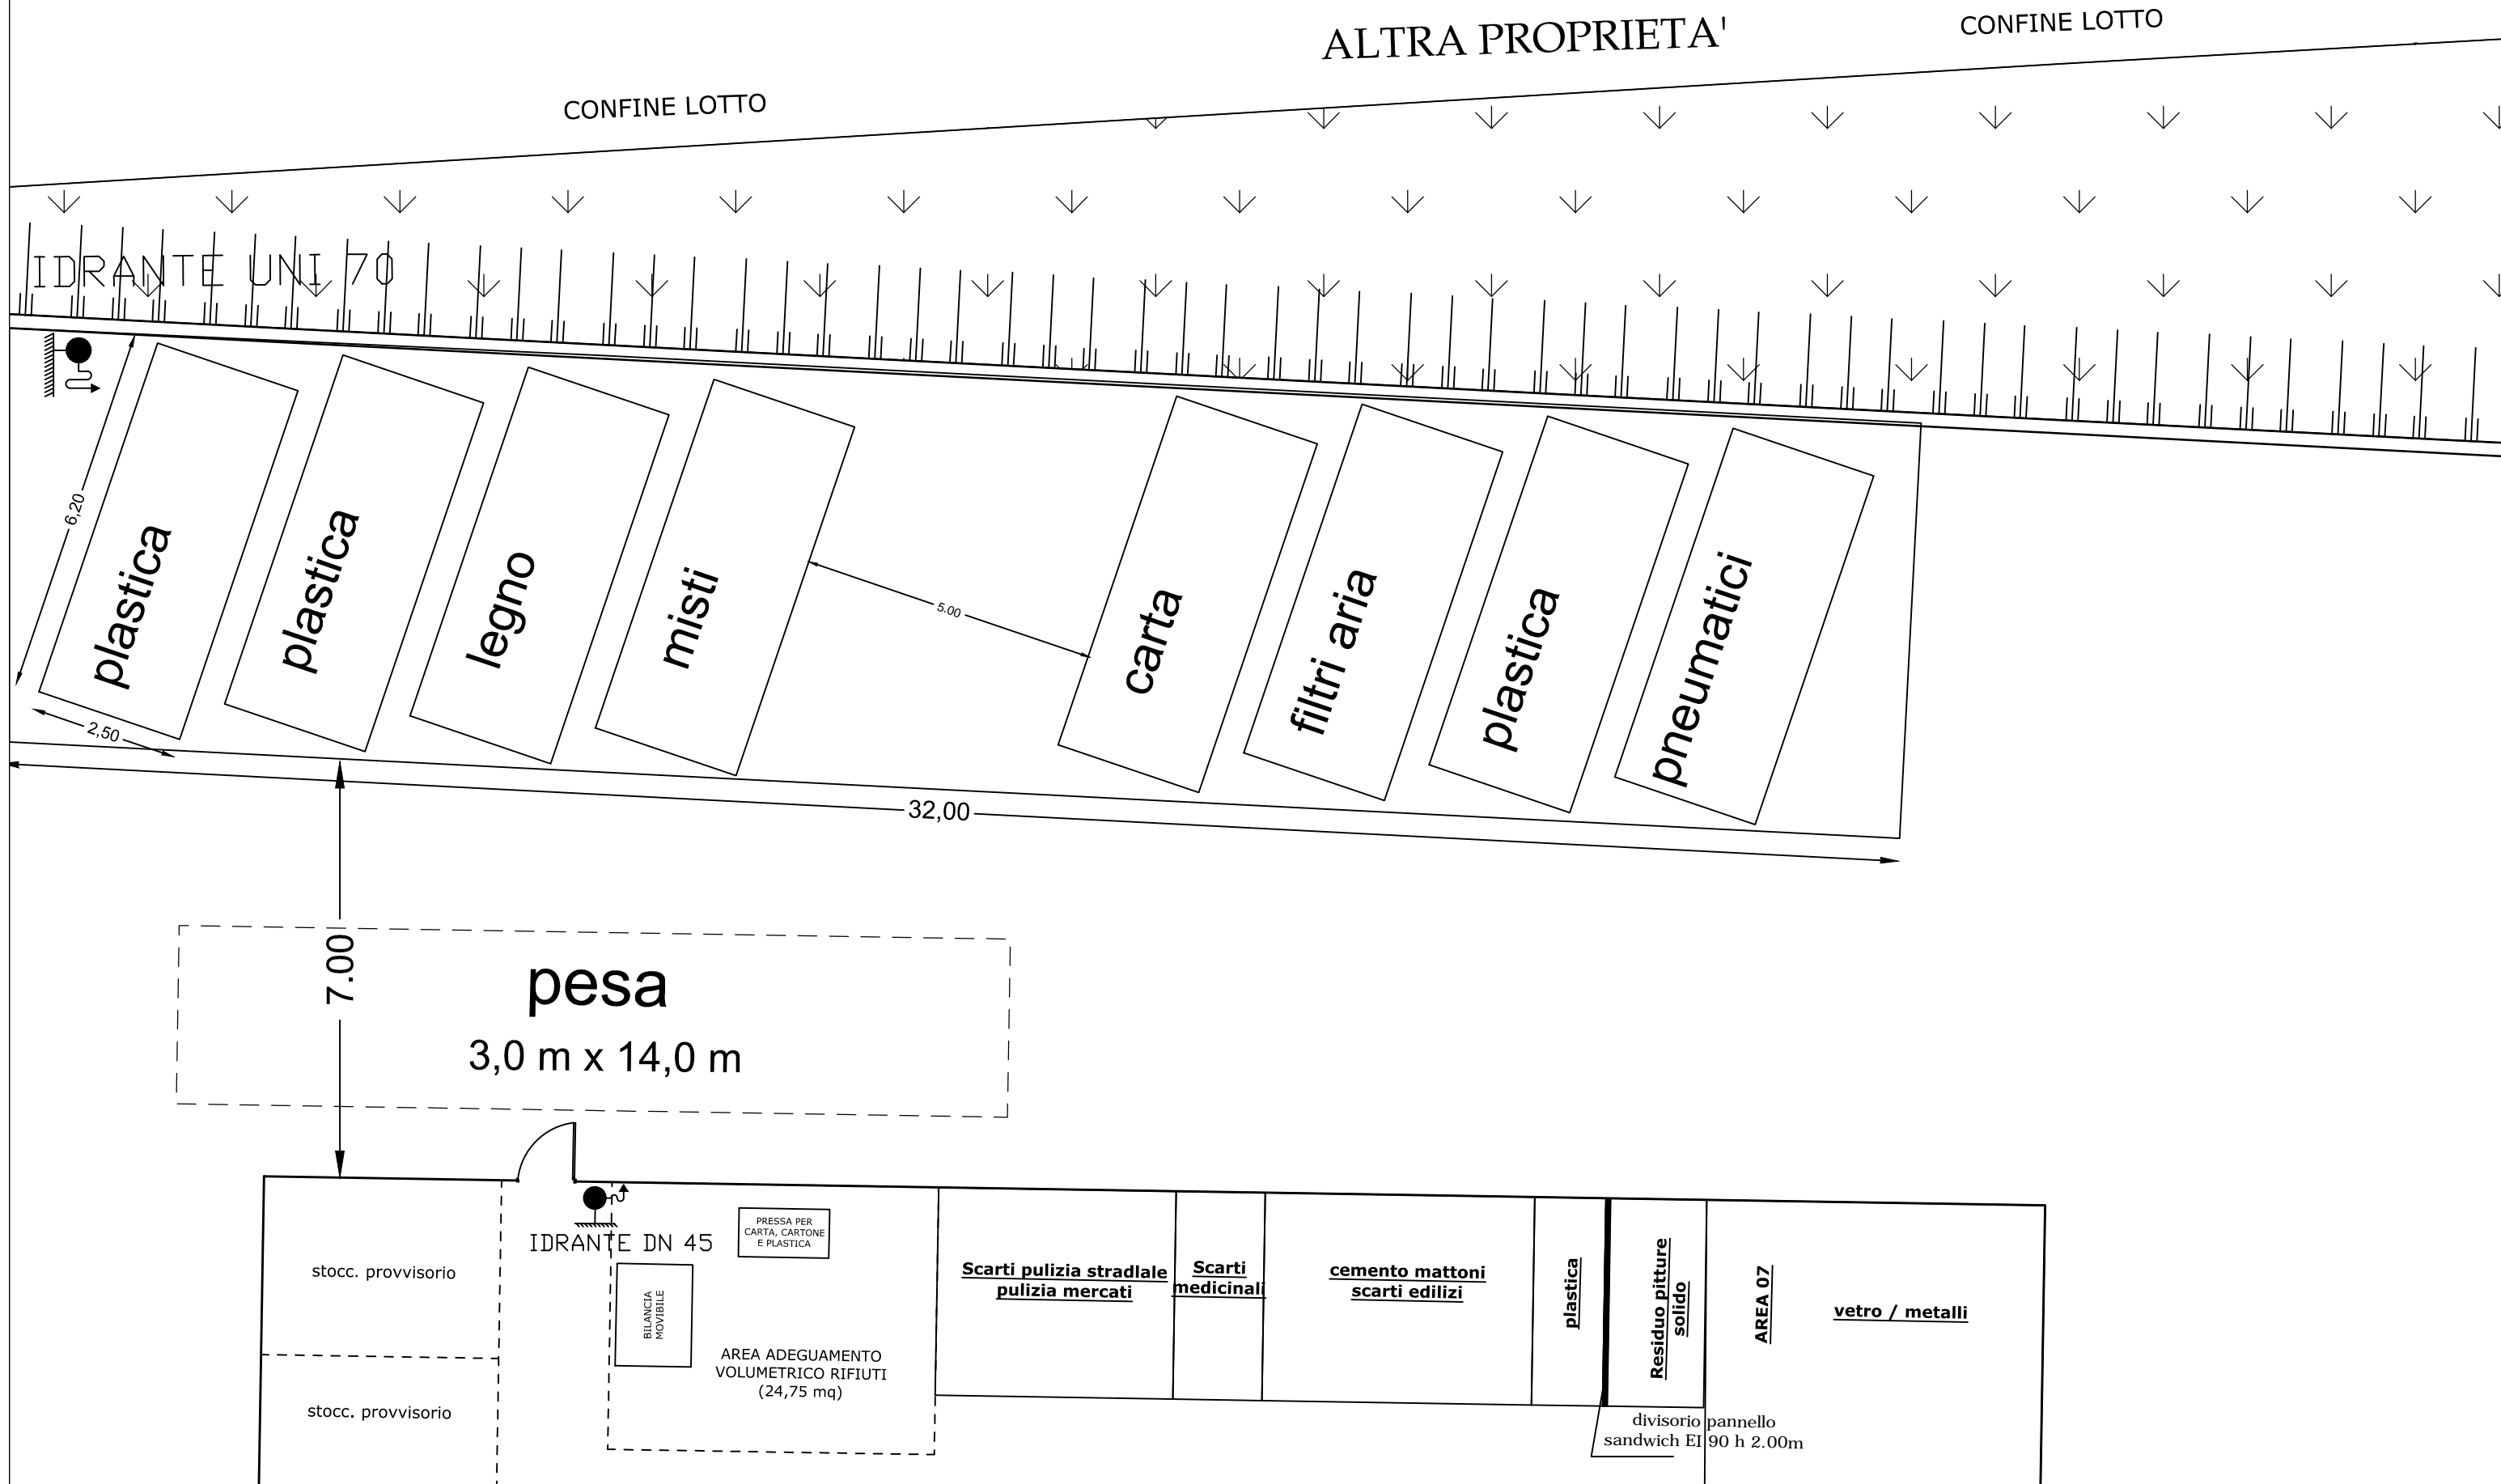 ALTRA PROPRIETA'
CONFINE LOTTO
CONFINE LOTTO
IDRANTE UNI 70
6,20
2,50
plastica
plastica
legno
misti
5.00
carta
filtri aria
plastica
pneumatici
32,00
7.00
pesa
3,0 m x 14,0 m
IDRANTE DN 45
PRESSA PER
CARTA, CARTONE
E PLASTICA
BILANCIA
MOVIBILE
stocc. provvisorio
stocc. provvisorio
AREA ADEGUAMENTO
VOLUMETRICO RIFIUTI
(24,75 mq)
Scarti pulizia stradlale
pulizia mercati
Scarti
medicinali
cemento mattoni
scarti edilizi
plastica
Residuo pitture
solido
AREA 07
vetro / metalli
divisorio pannello
sandwich EI 90 h 2.00m